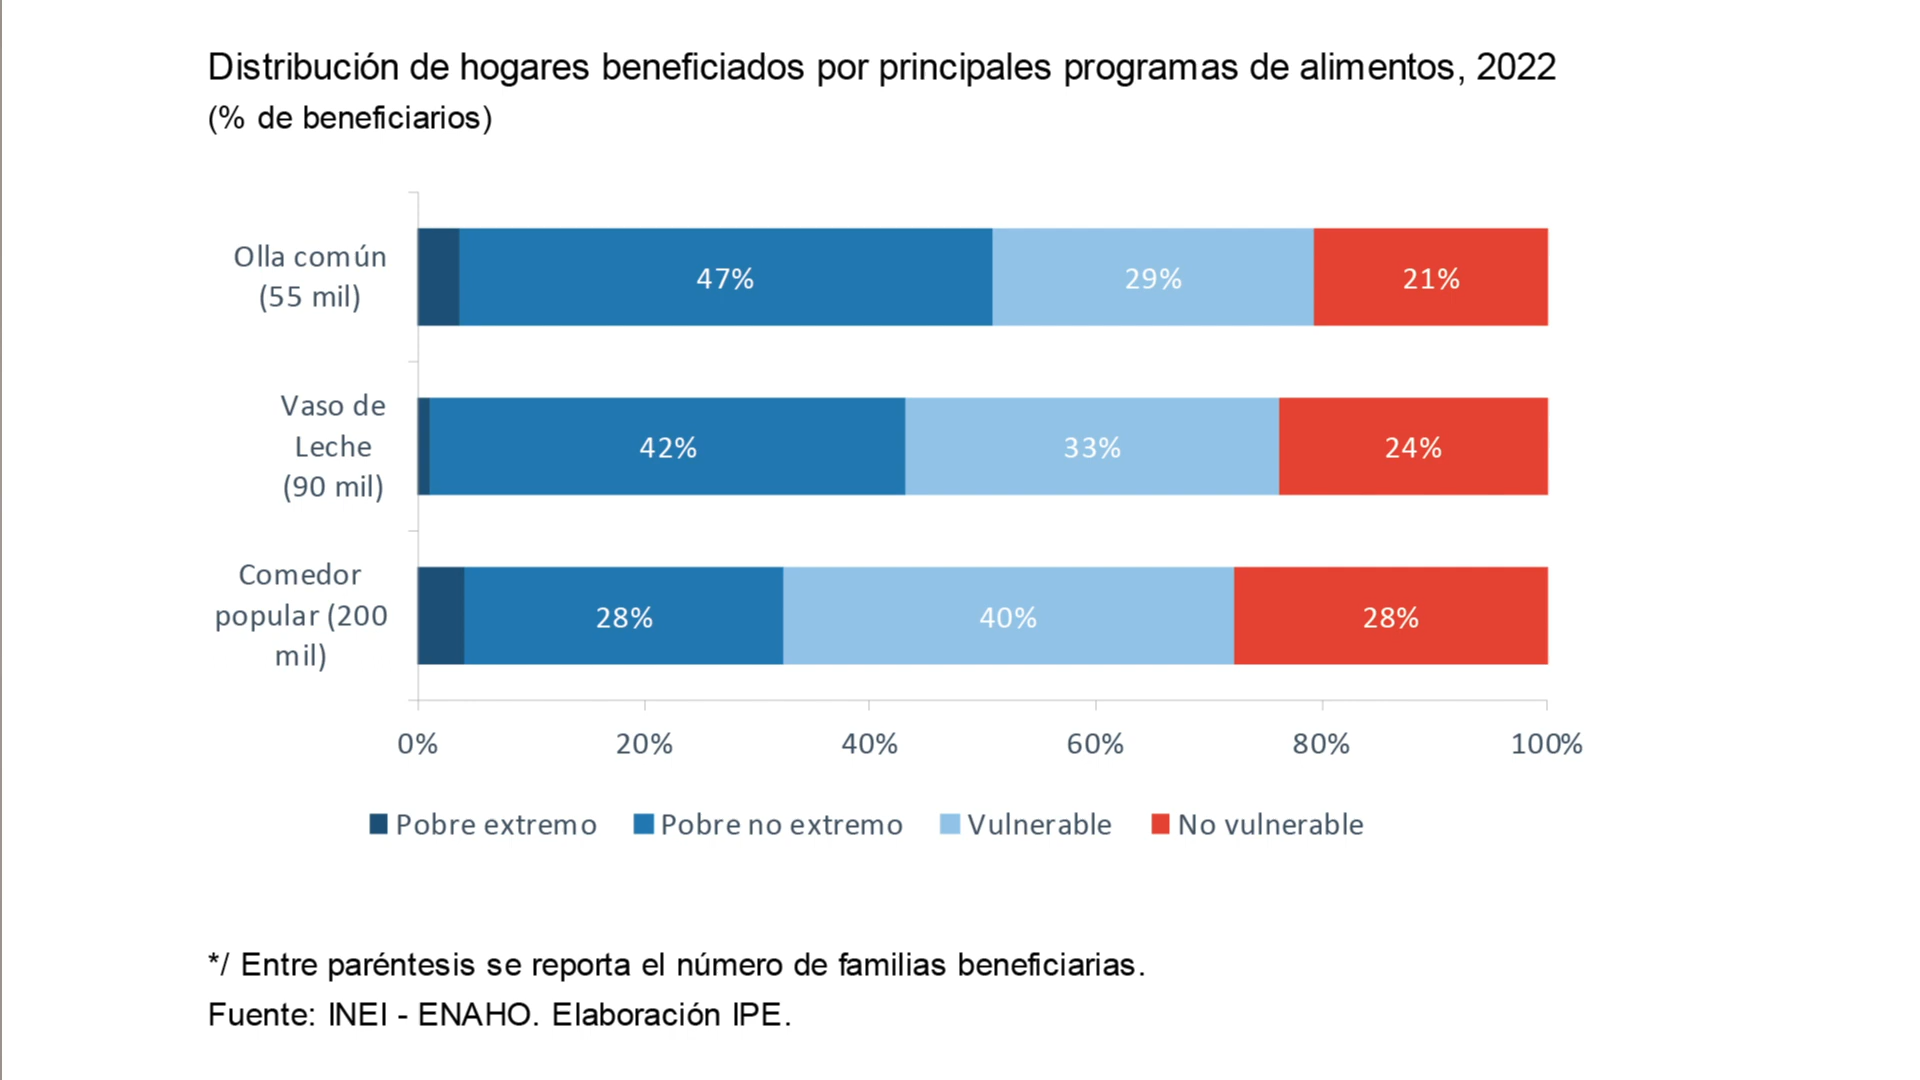 Distribución de hogares beneficiados por principales programas de alimentos, 2022
(% de beneficiarios)
Olla común
(55 mil)
47%
29%
21%
Vaso de
Leche
(90 mil)
42%
33%
24%
Comedor
popular (200
mil)
28%
40%
28%
0%
20%
40%
60%
80%
100%
Pobre extremo
Pobre no extremo
Vulnerable
No vulnerable
*/ Entre paréntesis se reporta el número de familias beneficiarias.
Fuente: INEI - ENAHO. Elaboración IPE.